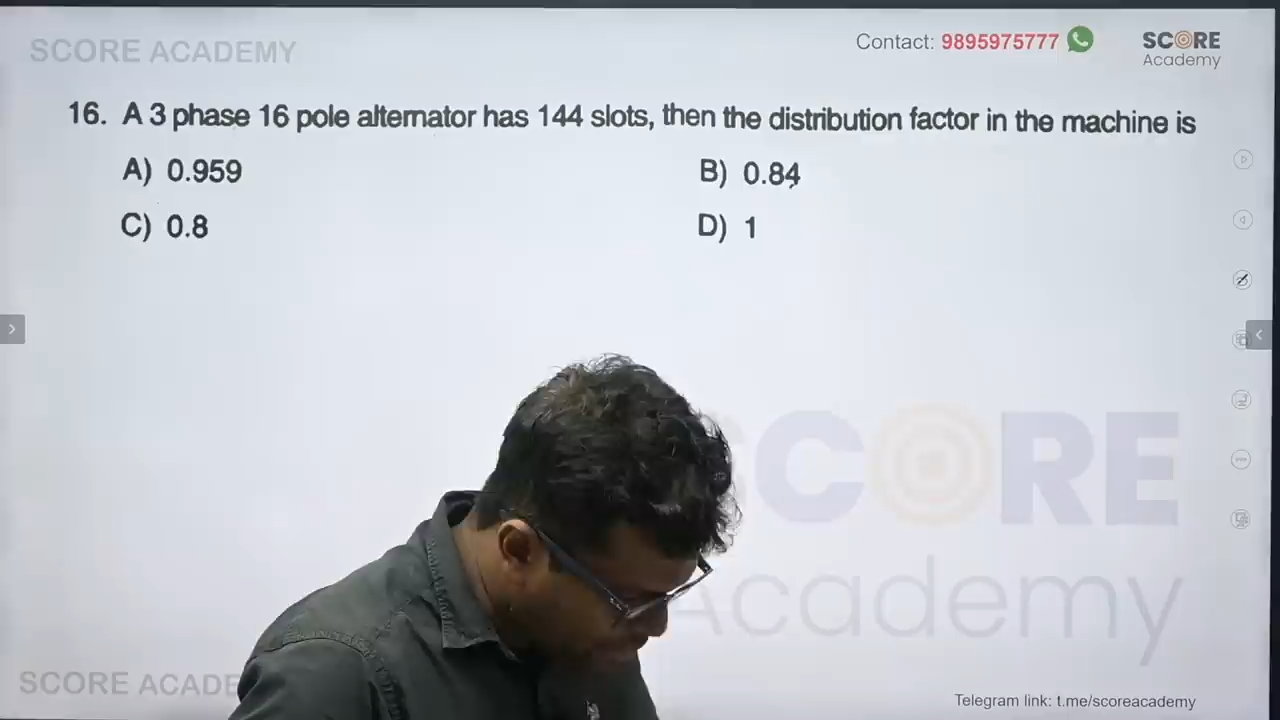 SCORE ACADEMY
Contact: 9895975777
SCORE
Academy
16. A 3 phase 16 pole alternator has 144 slots, then the distribution factor in the machine is
A) 0.959
B) 0.84
C) 0.8
D) 1
SCORE
Academy
SCORE ACADE
Telegram link: t.me/scoreacademy